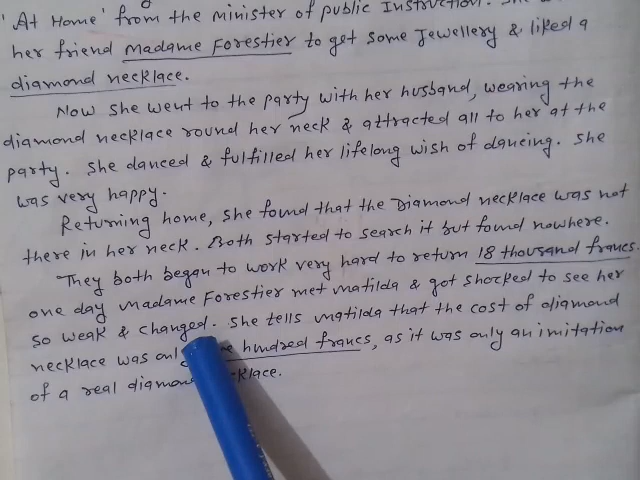 'At Home' from the minister of public Instruction. She
her friend Madame Forestier to get some Jewellery & liked a
diamond necklace.
Now she went to the party with her husband, wearing the
diamond necklace round her neck & attracted all to her at the
party. She danced & fulfilled her lifelong wish of dancing. She
was very happy.
Returning home, she found that the Diamond necklace was not
there in her neck. Both started to search it but found nowhere.
They both began to work very hard to return 18 thousand francs.
one day Madame Forestier met Matilda & got shocked to see her
so weak & changed. She tells Matilda that the cost of diamond
necklace was only hundred francs, as it was only an imitation
of a real diamond necklace.